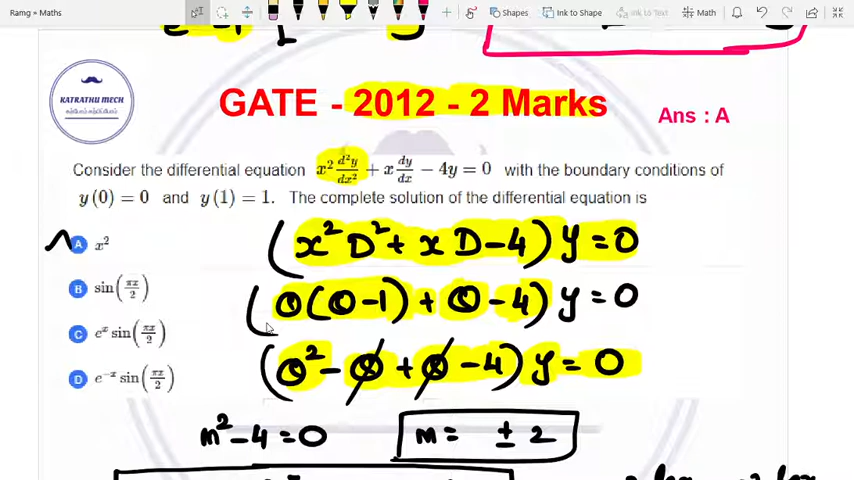 Ramg » Maths
Shapes Ink to Shape Ink to Text Math
GATE - 2012 - 2 Marks
Ans : A
KATRATHU MECH
Consider the differential equation x² d²y/dx² + x dy/dx − 4y = 0 with the boundary conditions of
y(0) = 0 and y(1) = 1. The complete solution of the differential equation is
(x²D² + xD − 4) y = 0
A x²
B sin(πx/2)
(θ(θ−1) + θ − 4) y = 0
C eˣ sin(πx/2)
(θ² − θ + θ − 4) y = 0
D e⁻ˣ sin(πx/2)
m² − 4 = 0 m = ± 2